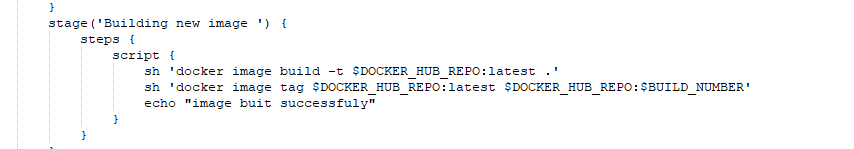 }
stage('Building new image ') {
steps {
script {
sh 'docker image build -t $DOCKER_HUB_REPO:latest .'
sh 'docker image tag $DOCKER_HUB_REPO:latest $DOCKER_HUB_REPO:$BUILD_NUMBER'
echo "image buit successfuly"
}
}